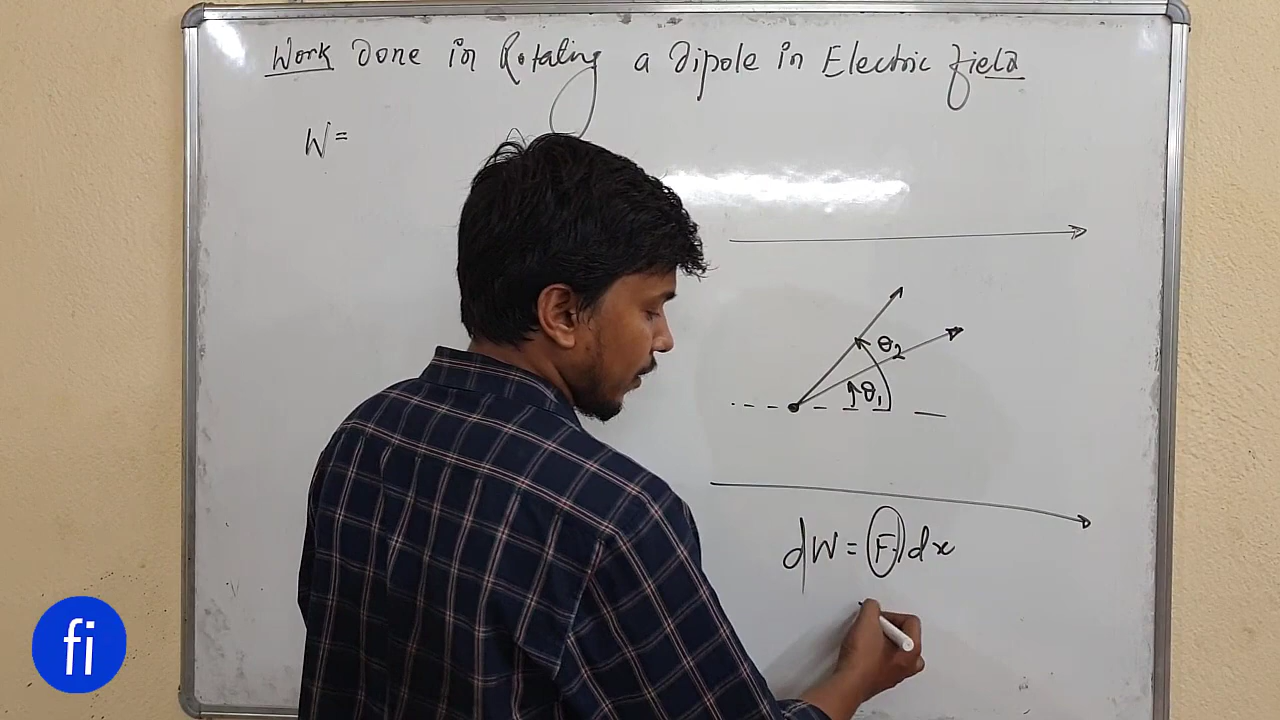 Work Done in Rotating a Dipole in Electric field
W=
θ2
θ1
dW = F.dx
fi